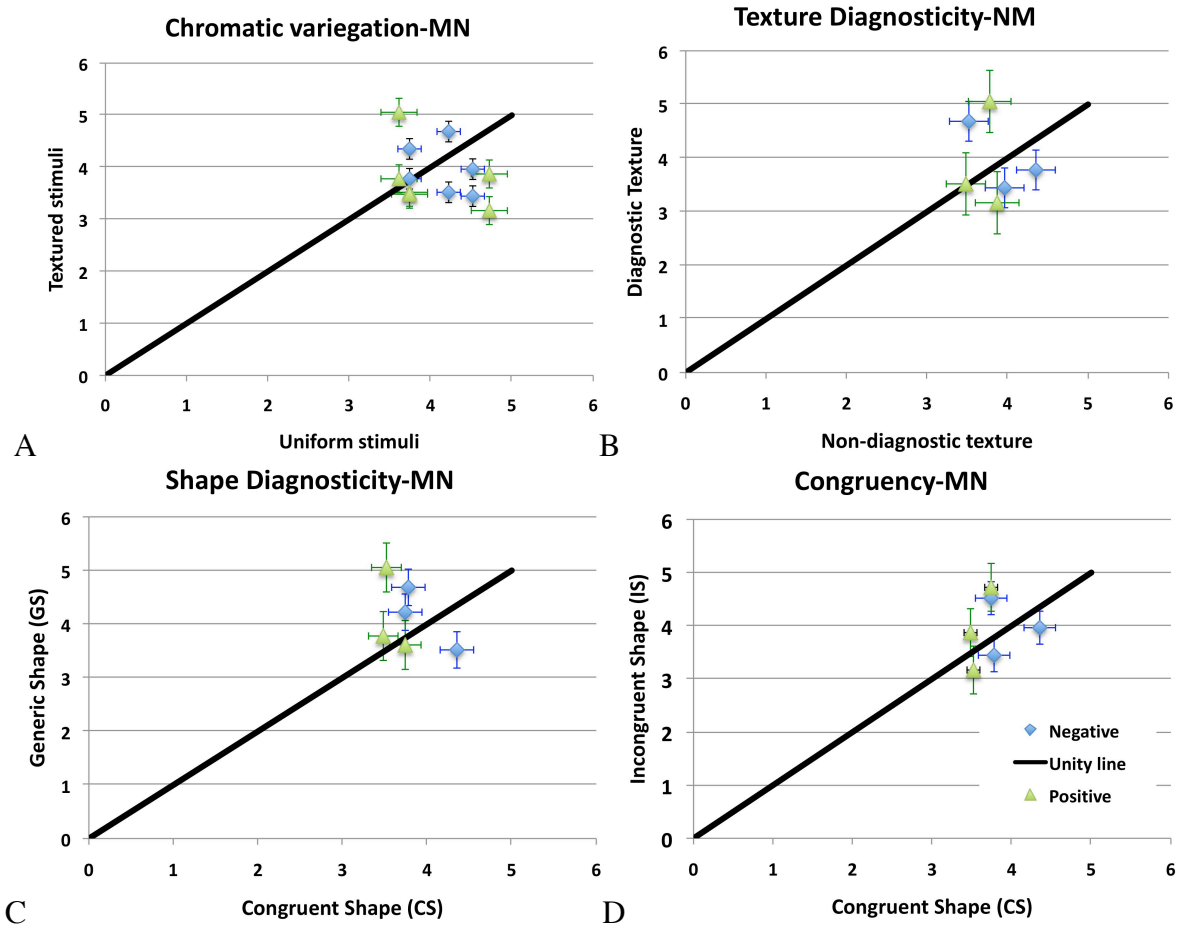 Chromatic variegation-MN
6
5
4
3
2
1
0
Textured stimuli
0 1 2 3 4 5 6
Uniform stimuli
A
Texture Diagnosticity-NM
6
5
4
3
2
1
0
Diagnostic Texture
0 1 2 3 4 5 6
Non-diagnostic texture
B
Shape Diagnosticity-MN
6
5
4
3
2
1
0
Generic Shape (GS)
0 1 2 3 4 5 6
Congruent Shape (CS)
C
Congruency-MN
6
5
4
3
2
1
0
Incongruent Shape (IS)
Negative
Unity line
Positive
0 1 2 3 4 5 6
Congruent Shape (CS)
D